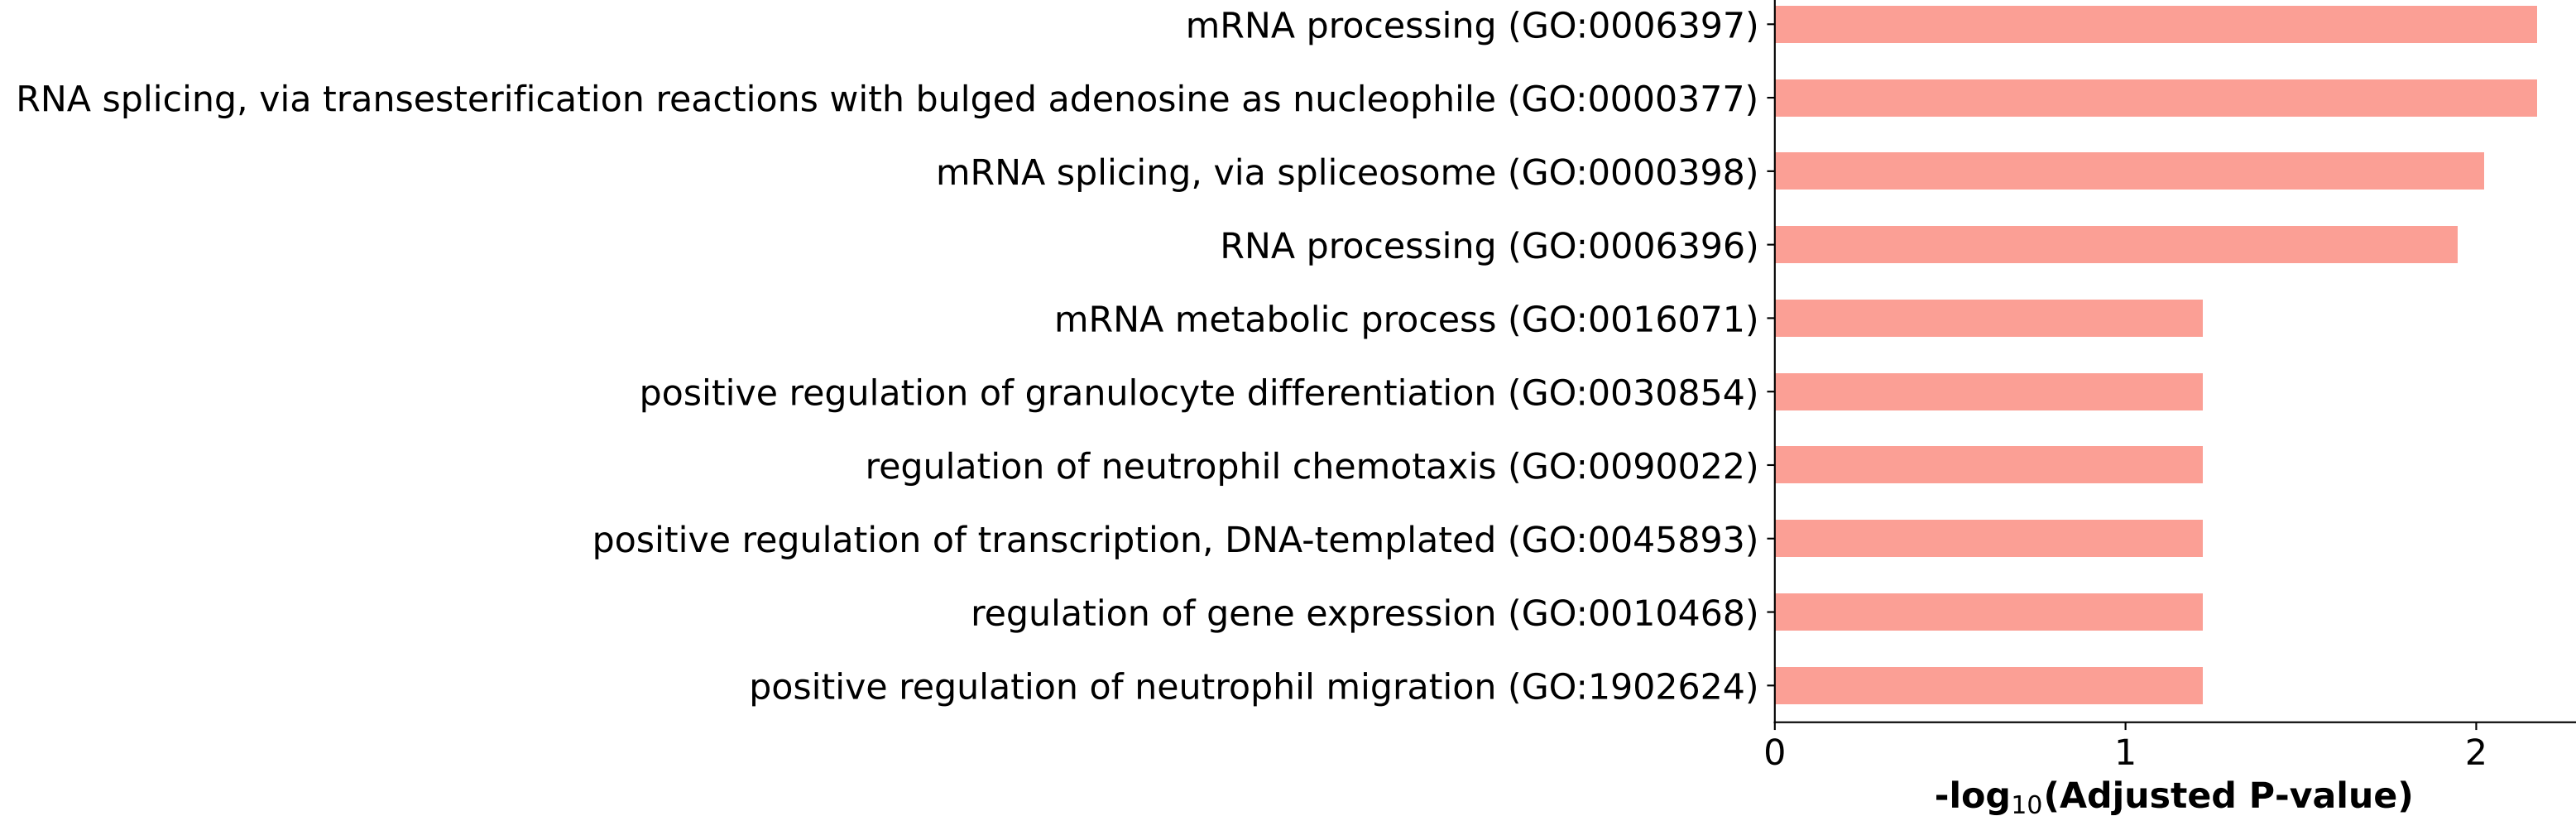 mRNA processing (GO:0006397)
RNA splicing, via transesterification reactions with bulged adenosine as nucleophile (GO:0000377)
mRNA splicing, via spliceosome (GO:0000398)
RNA processing (GO:0006396)
mRNA metabolic process (GO:0016071)
positive regulation of granulocyte differentiation (GO:0030854)
regulation of neutrophil chemotaxis (GO:0090022)
positive regulation of transcription, DNA-templated (GO:0045893)
regulation of gene expression (GO:0010468)
positive regulation of neutrophil migration (GO:1902624)
0 1 2
-log₁₀(Adjusted P-value)